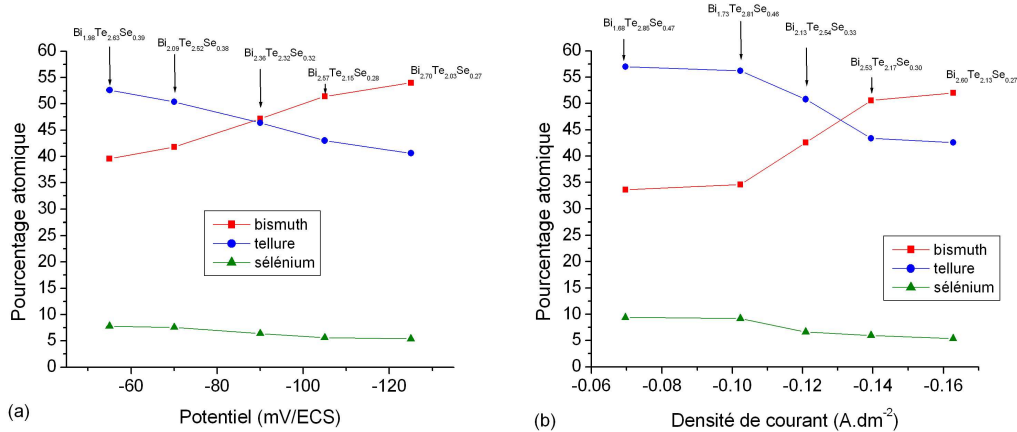 Bi1.98Te2.63Se0.39
Bi2.09Te2.52Se0.38
Bi2.36Te2.32Se0.32
Bi2.57Te2.15Se0.28
Bi2.70Te2.03Se0.27
60
55
50
45
40
35
30
25
20
15
10
5
0
Pourcentage atomique
bismuth
tellure
sélénium
-60
-80
-100
-120
Potentiel (mV/ECS)
(a)
Bi1.68Te2.85Se0.47
Bi1.73Te2.81Se0.46
Bi2.13Te2.54Se0.33
Bi2.53Te2.17Se0.30
Bi2.60Te2.13Se0.27
60
55
50
45
40
35
30
25
20
15
10
5
0
Pourcentage atomique
bismuth
tellure
sélénium
-0.06
-0.08
-0.10
-0.12
-0.14
-0.16
Densité de courant (A.dm-2)
(b)